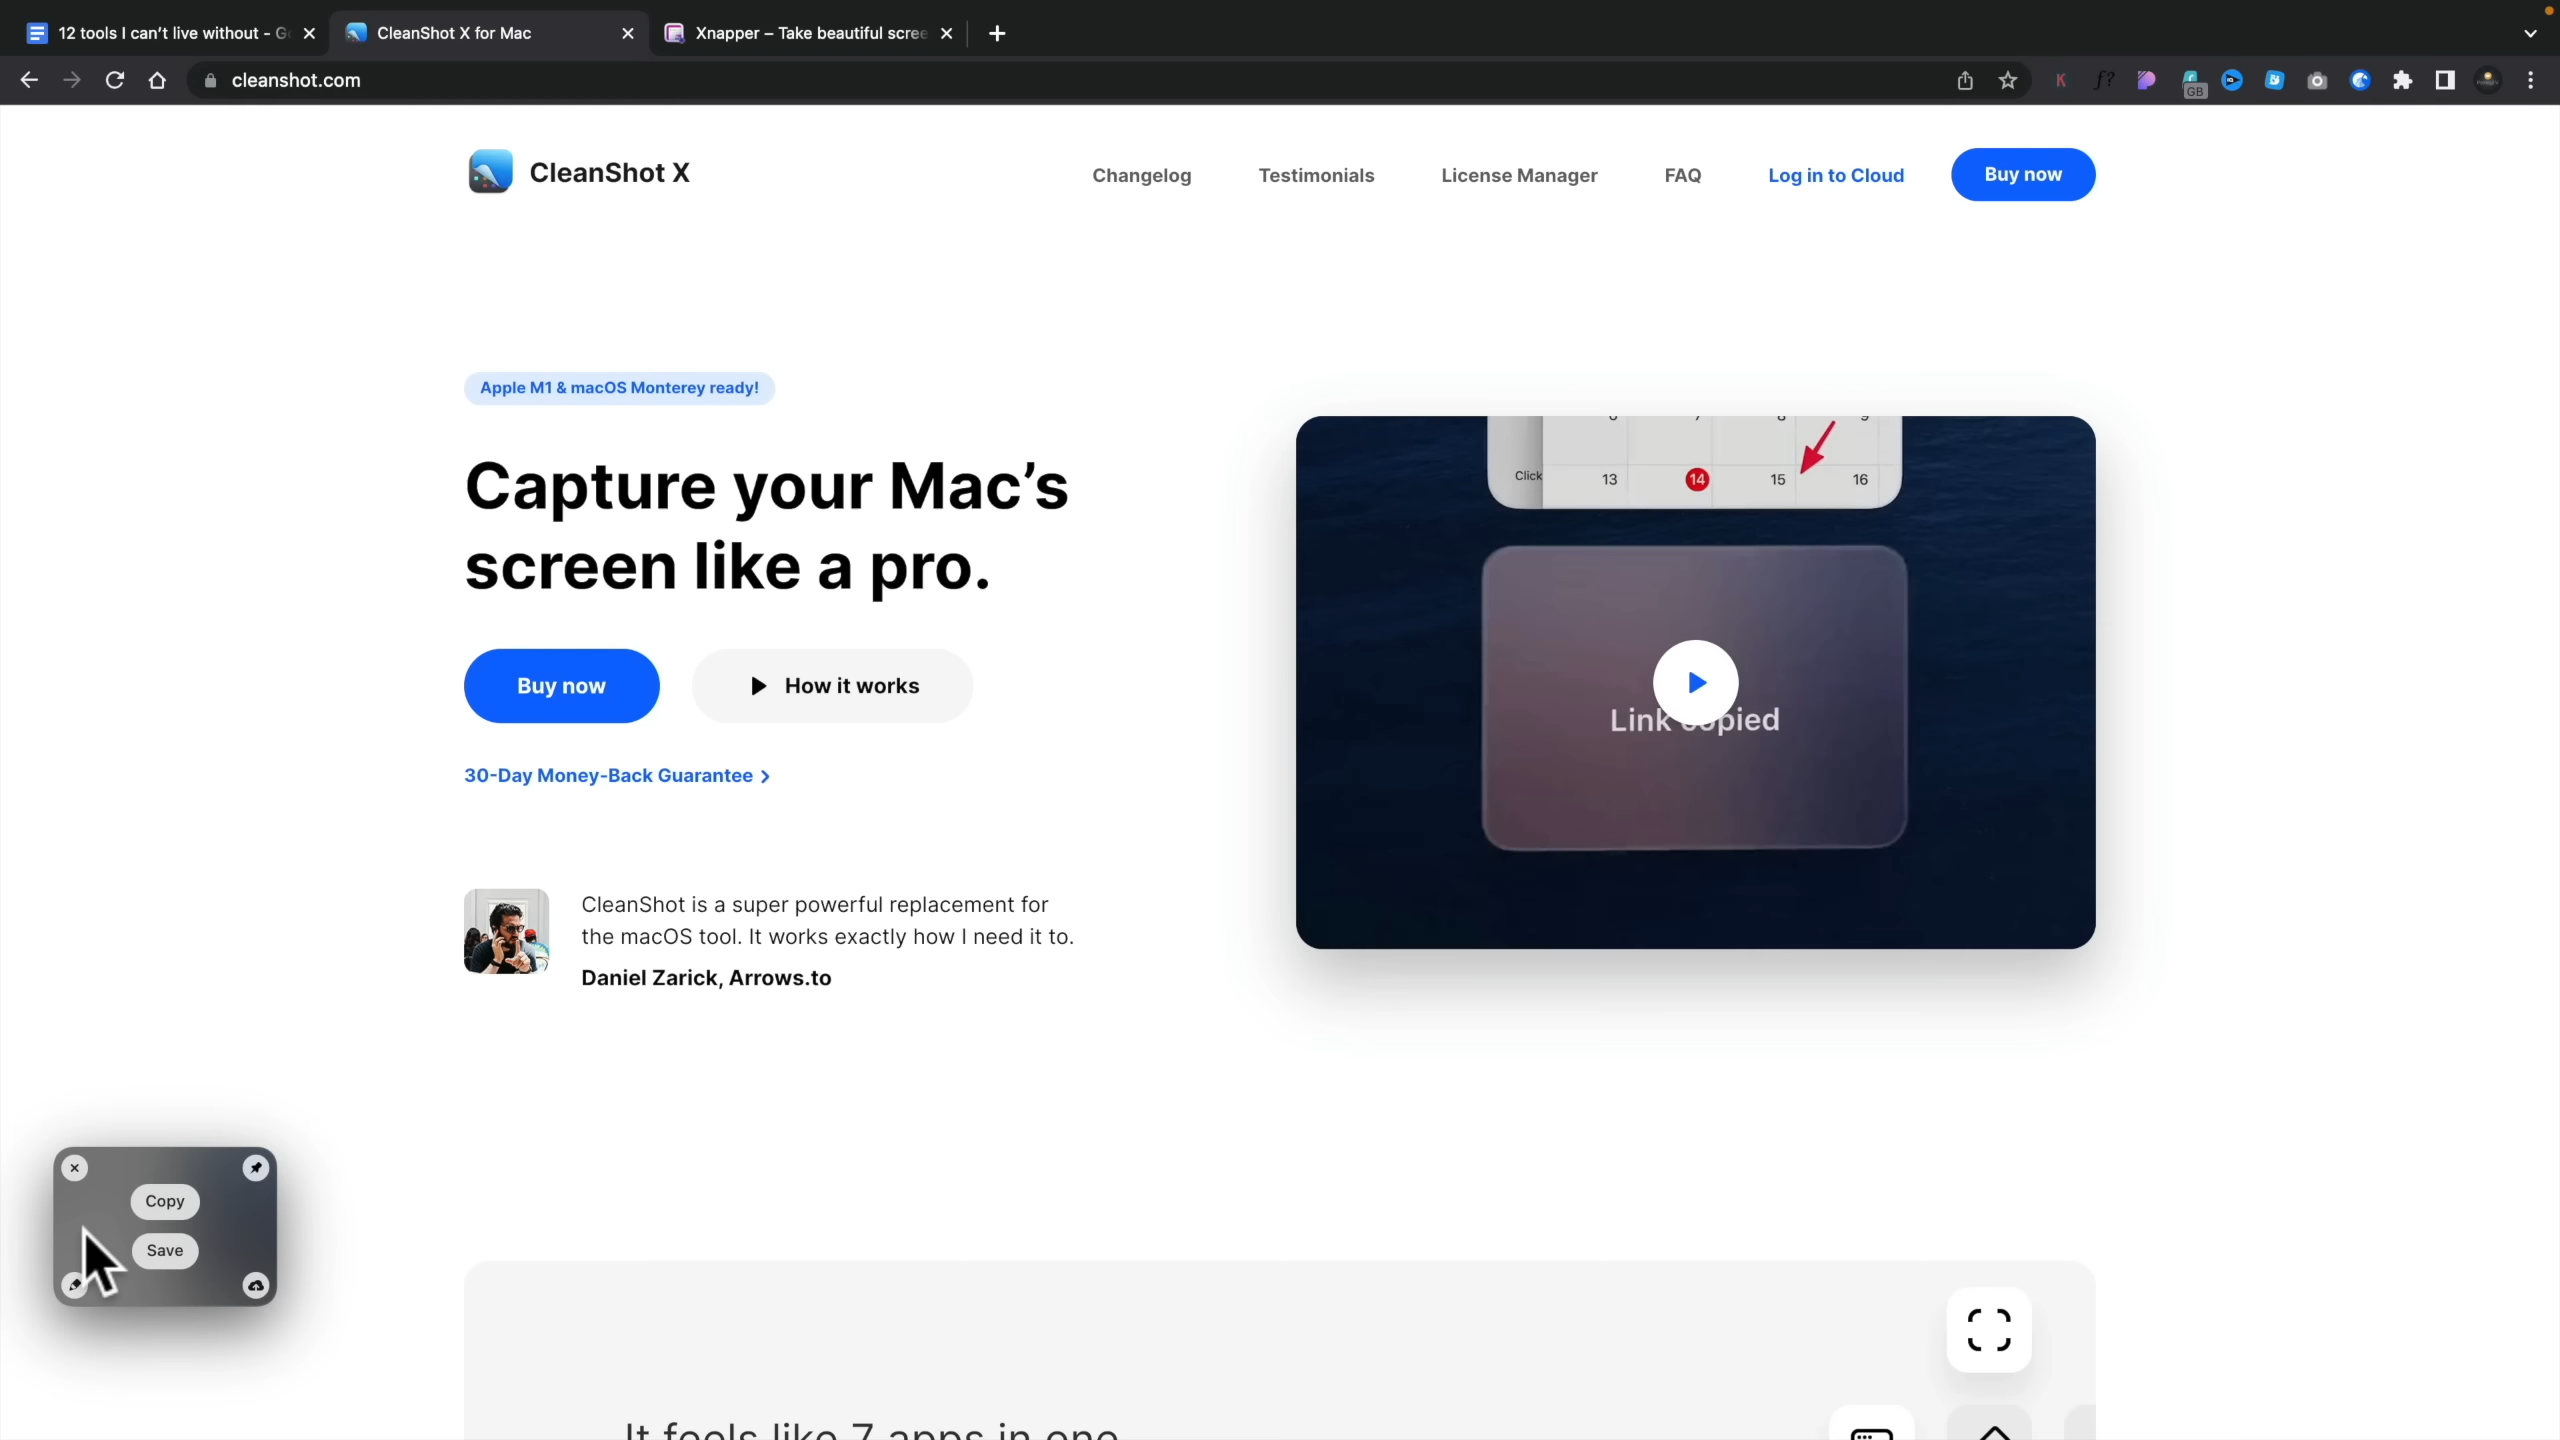 12 tools I can't live without - Go
CleanShot X for Mac
Xnapper – Take beautiful scree
cleanshot.com
K
ƒ?
GB
CleanShot X
Changelog
Testimonials
License Manager
FAQ
Log in to Cloud
Buy now
Apple M1 & macOS Monterey ready!
Capture your Mac’s
screen like a pro.
Buy now
How it works
30-Day Money-Back Guarantee
CleanShot is a super powerful replacement for
the macOS tool. It works exactly how I need it to.
Daniel Zarick, Arrows.to
Click
13 14 15 16
Link copied
Copy
Save
It feels like 7 apps in one